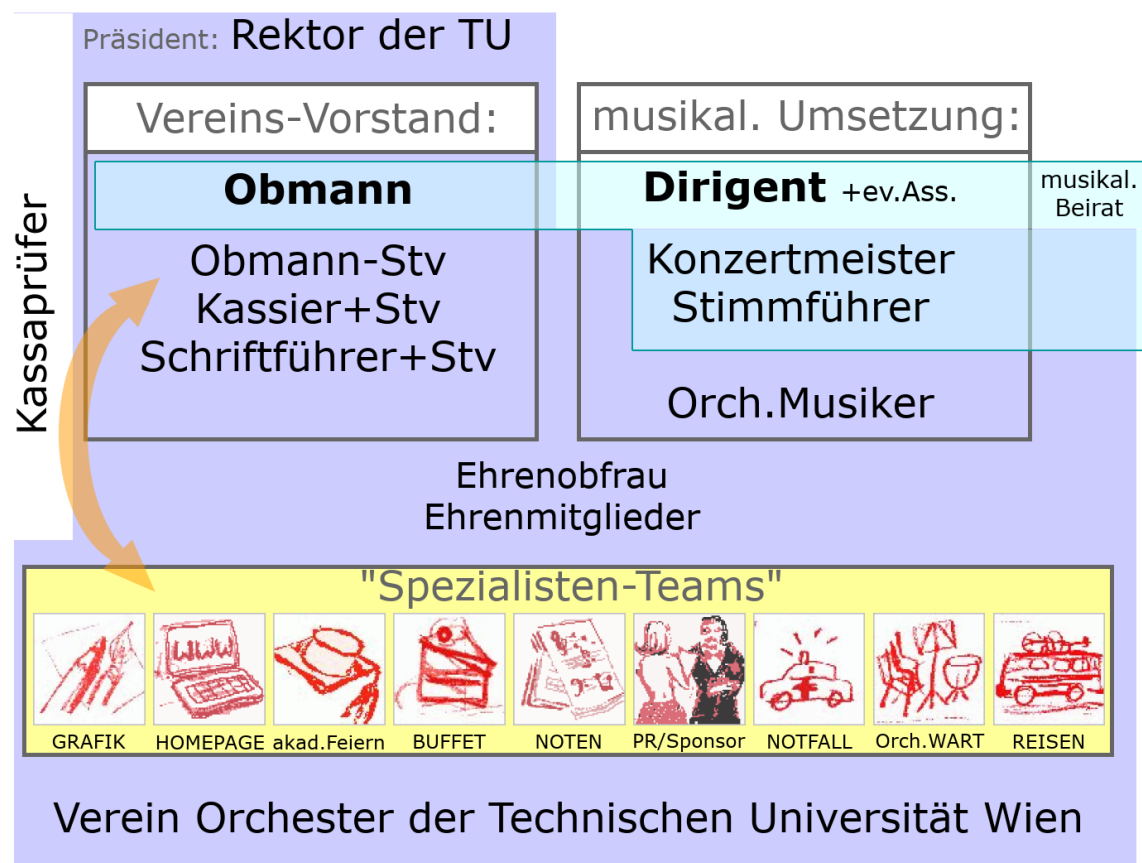 Präsident: Rektor der TU
Vereins-Vorstand:
Obmann
Obmann-Stv
Kassier+Stv
Schriftführer+Stv
musikal. Umsetzung:
Dirigent +ev.Ass.
musikal.
Beirat
Konzertmeister
Stimmführer
Orch.Musiker
Kassaprüfer
Ehrenobfrau
Ehrenmitglieder
"Spezialisten-Teams"
WWW
GRAFIK
HOMEPAGE
akad.Feiern
BUFFET
NOTEN
PR/Sponsor
NOTFALL
Orch.WART
REISEN
Verein Orchester der Technischen Universität Wien